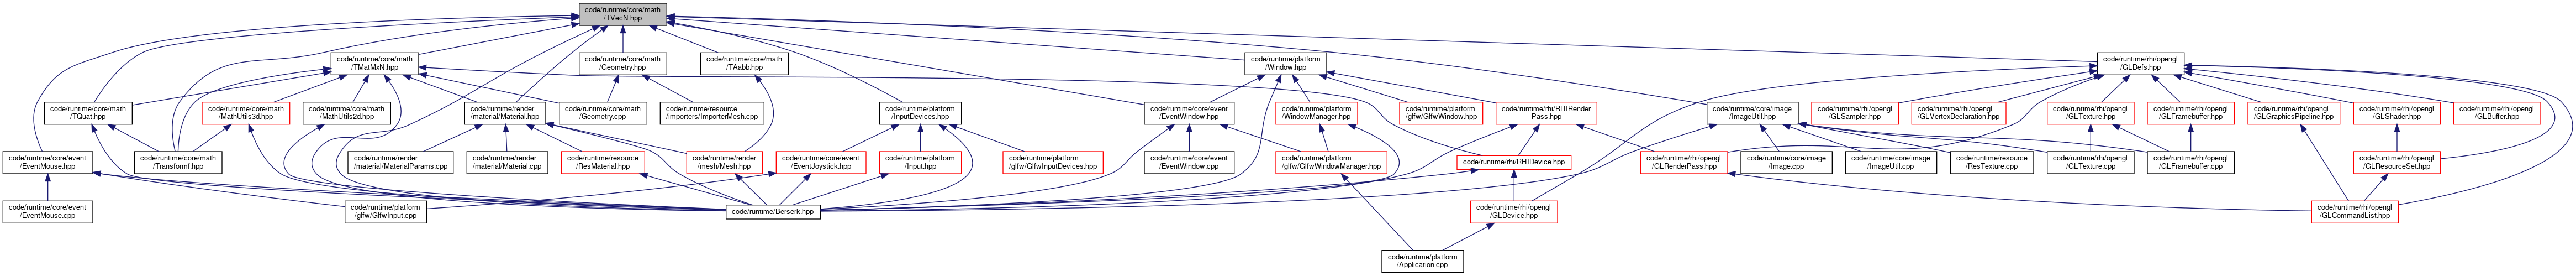 code/runtime/core/math
/TVecN.hpp
code/runtime/core/math
/TMatMxN.hpp
code/runtime/core/math
/Geometry.hpp
code/runtime/core/math
/TAabb.hpp
code/runtime/platform
/Window.hpp
code/runtime/rhi/opengl
/GLDefs.hpp
code/runtime/core/math
/TQuat.hpp
code/runtime/core/math
/MathUtils3d.hpp
code/runtime/core/math
/MathUtils2d.hpp
code/runtime/render
/material/Material.hpp
code/runtime/core/math
/Geometry.cpp
code/runtime/resource
/importers/ImporterMesh.cpp
code/runtime/platform
/InputDevices.hpp
code/runtime/core/event
/EventWindow.hpp
code/runtime/platform
/WindowManager.hpp
code/runtime/platform
/glfw/GlfwWindow.hpp
code/runtime/rhi/RHIRender
Pass.hpp
code/runtime/core/image
/ImageUtil.hpp
code/runtime/rhi/opengl
/GLSampler.hpp
code/runtime/rhi/opengl
/GLVertexDeclaration.hpp
code/runtime/rhi/opengl
/GLTexture.hpp
code/runtime/rhi/opengl
/GLFramebuffer.hpp
code/runtime/rhi/opengl
/GLGraphicsPipeline.hpp
code/runtime/rhi/opengl
/GLShader.hpp
code/runtime/rhi/opengl
/GLBuffer.hpp
code/runtime/core/event
/EventMouse.hpp
code/runtime/core/math
/Transformf.hpp
code/runtime/render
/material/MaterialParams.cpp
code/runtime/render
/material/Material.cpp
code/runtime/resource
/ResMaterial.hpp
code/runtime/render
/mesh/Mesh.hpp
code/runtime/core/event
/EventJoystick.hpp
code/runtime/platform
/Input.hpp
code/runtime/platform
/glfw/GlfwInputDevices.hpp
code/runtime/core/event
/EventWindow.cpp
code/runtime/platform
/glfw/GlfwWindowManager.hpp
code/runtime/rhi/RHIDevice.hpp
code/runtime/rhi/opengl
/GLRenderPass.hpp
code/runtime/core/image
/Image.cpp
code/runtime/core/image
/ImageUtil.cpp
code/runtime/resource
/ResTexture.cpp
code/runtime/rhi/opengl
/GLTexture.cpp
code/runtime/rhi/opengl
/GLFramebuffer.cpp
code/runtime/rhi/opengl
/GLResourceSet.hpp
code/runtime/core/event
/EventMouse.cpp
code/runtime/platform
/glfw/GlfwInput.cpp
code/runtime/Berserk.hpp
code/runtime/rhi/opengl
/GLDevice.hpp
code/runtime/rhi/opengl
/GLCommandList.hpp
code/runtime/platform
/Application.cpp